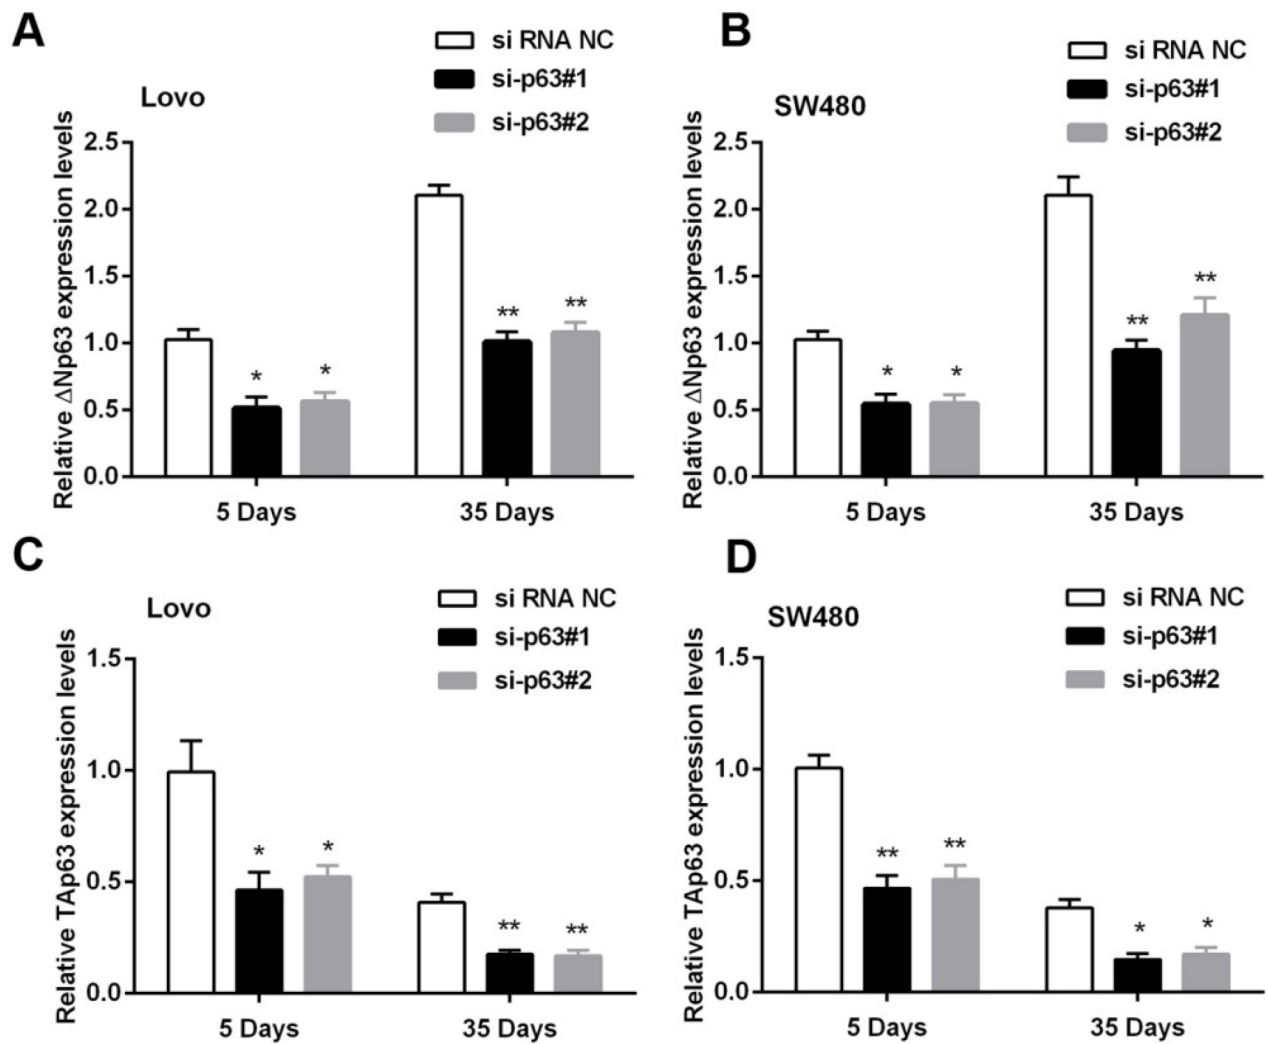 A
Lovo
si RNA NC
si-p63#1
si-p63#2
Relative ΔNp63 expression levels
2.5
2.0
1.5
1.0
0.5
0.0
*
*
**
**
5 Days
35 Days
B
SW480
si RNA NC
si-p63#1
si-p63#2
Relative ΔNp63 expression levels
2.5
2.0
1.5
1.0
0.5
0.0
*
*
**
**
5 Days
35 Days
C
Lovo
si RNA NC
si-p63#1
si-p63#2
Relative TAp63 expression levels
1.5
1.0
0.5
0.0
*
*
**
**
5 Days
35 Days
D
SW480
si RNA NC
si-p63#1
si-p63#2
Relative TAp63 expression levels
1.5
1.0
0.5
0.0
**
**
*
*
5 Days
35 Days